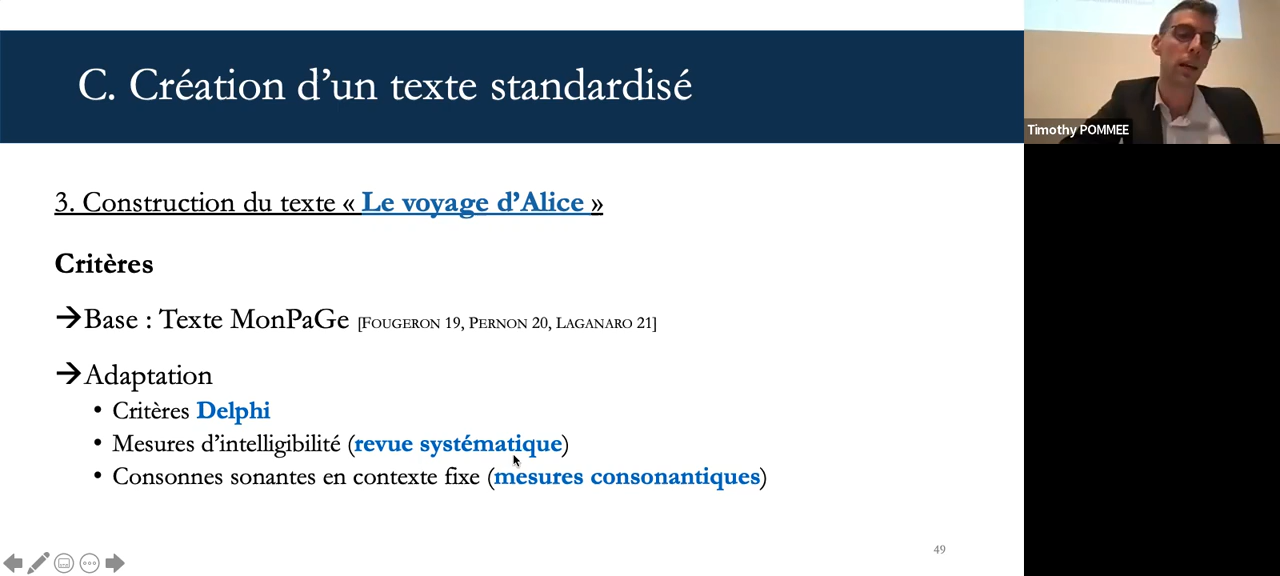 C. Création d’un texte standardisé
Timothy POMMEE
3. Construction du texte « Le voyage d’Alice »
Critères
→Base : Texte MonPaGe [Fougeron 19, Pernon 20, Laganaro 21]
→Adaptation
• Critères Delphi
• Mesures d’intelligibilité (revue systématique)
• Consonnes sonantes en contexte fixe (mesures consonantiques)
49